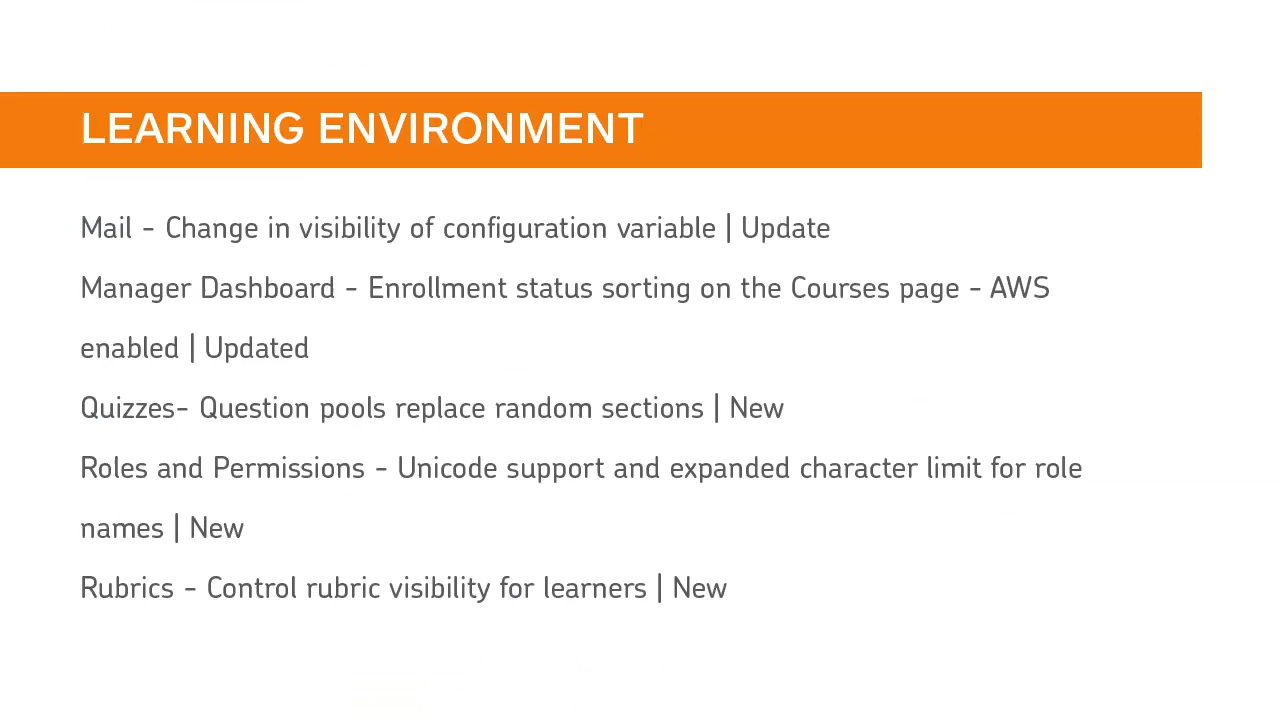 LEARNING ENVIRONMENT
Mail - Change in visibility of configuration variable | Update
Manager Dashboard - Enrollment status sorting on the Courses page - AWS
enabled | Updated
Quizzes- Question pools replace random sections | New
Roles and Permissions - Unicode support and expanded character limit for role
names | New
Rubrics - Control rubric visibility for learners | New